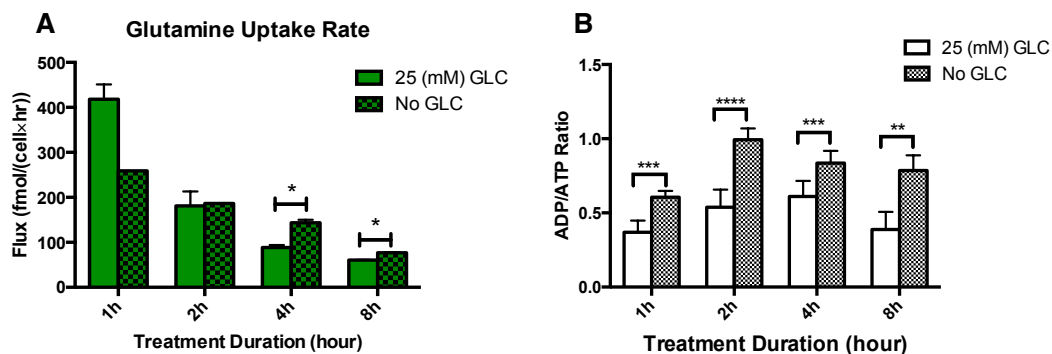 A
Glutamine Uptake Rate
25 (mM) GLC
No GLC
500
400
300
200
100
0
Flux (fmol/(cell×hr))
*
*
1h
2h
4h
8h
Treatment Duration (hour)
B
25 (mM) GLC
No GLC
1.5
1.0
0.5
0.0
ADP/ATP Ratio
***
****
***
**
1h
2h
4h
8h
Treatment Duration (hour)